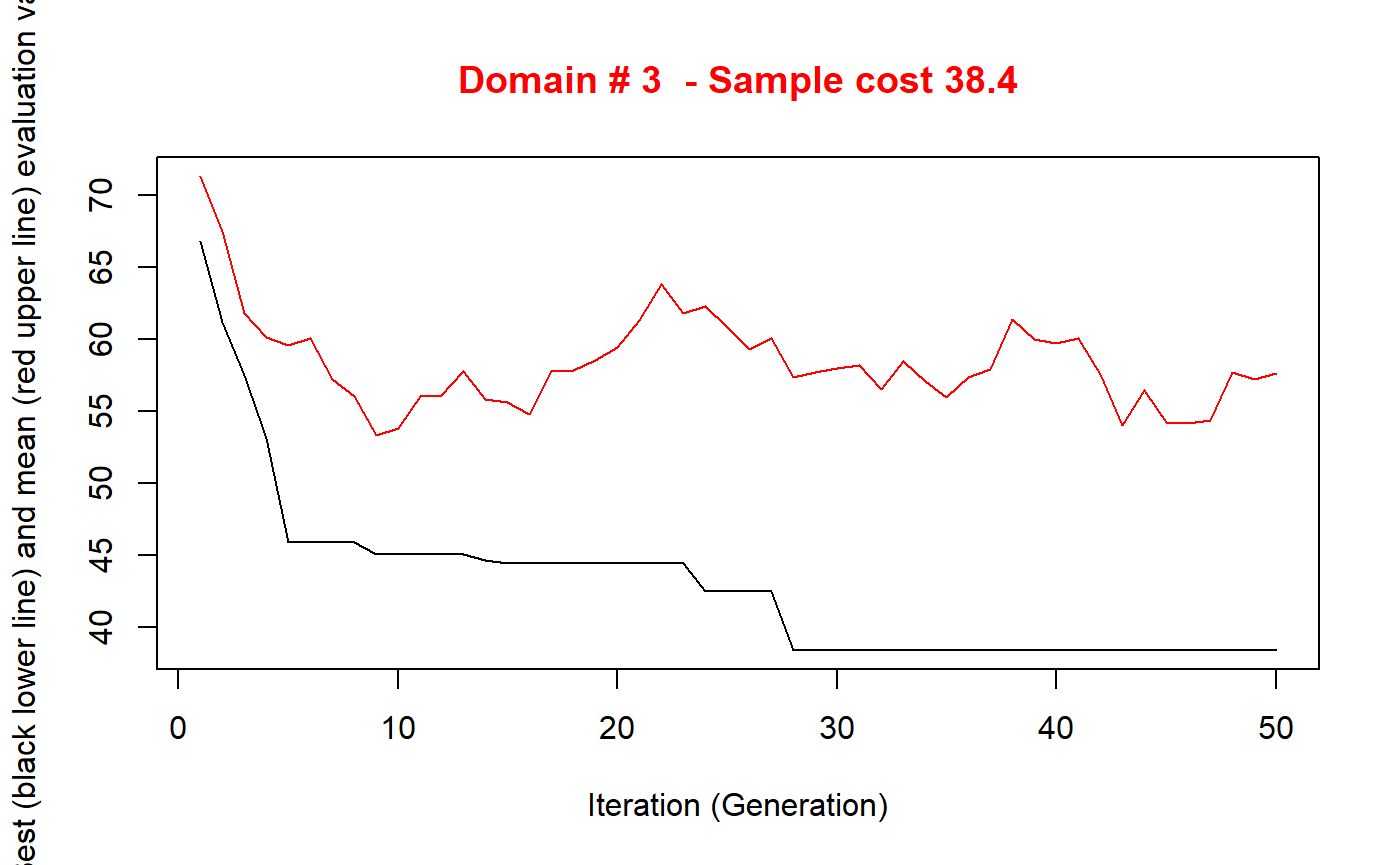 Domain # 3  - Sample cost 38.4
(black lower line) and mean (red upper line) evaluation
70
65
60
55
50
45
40
0 10 20 30 40 50
Iteration (Generation)